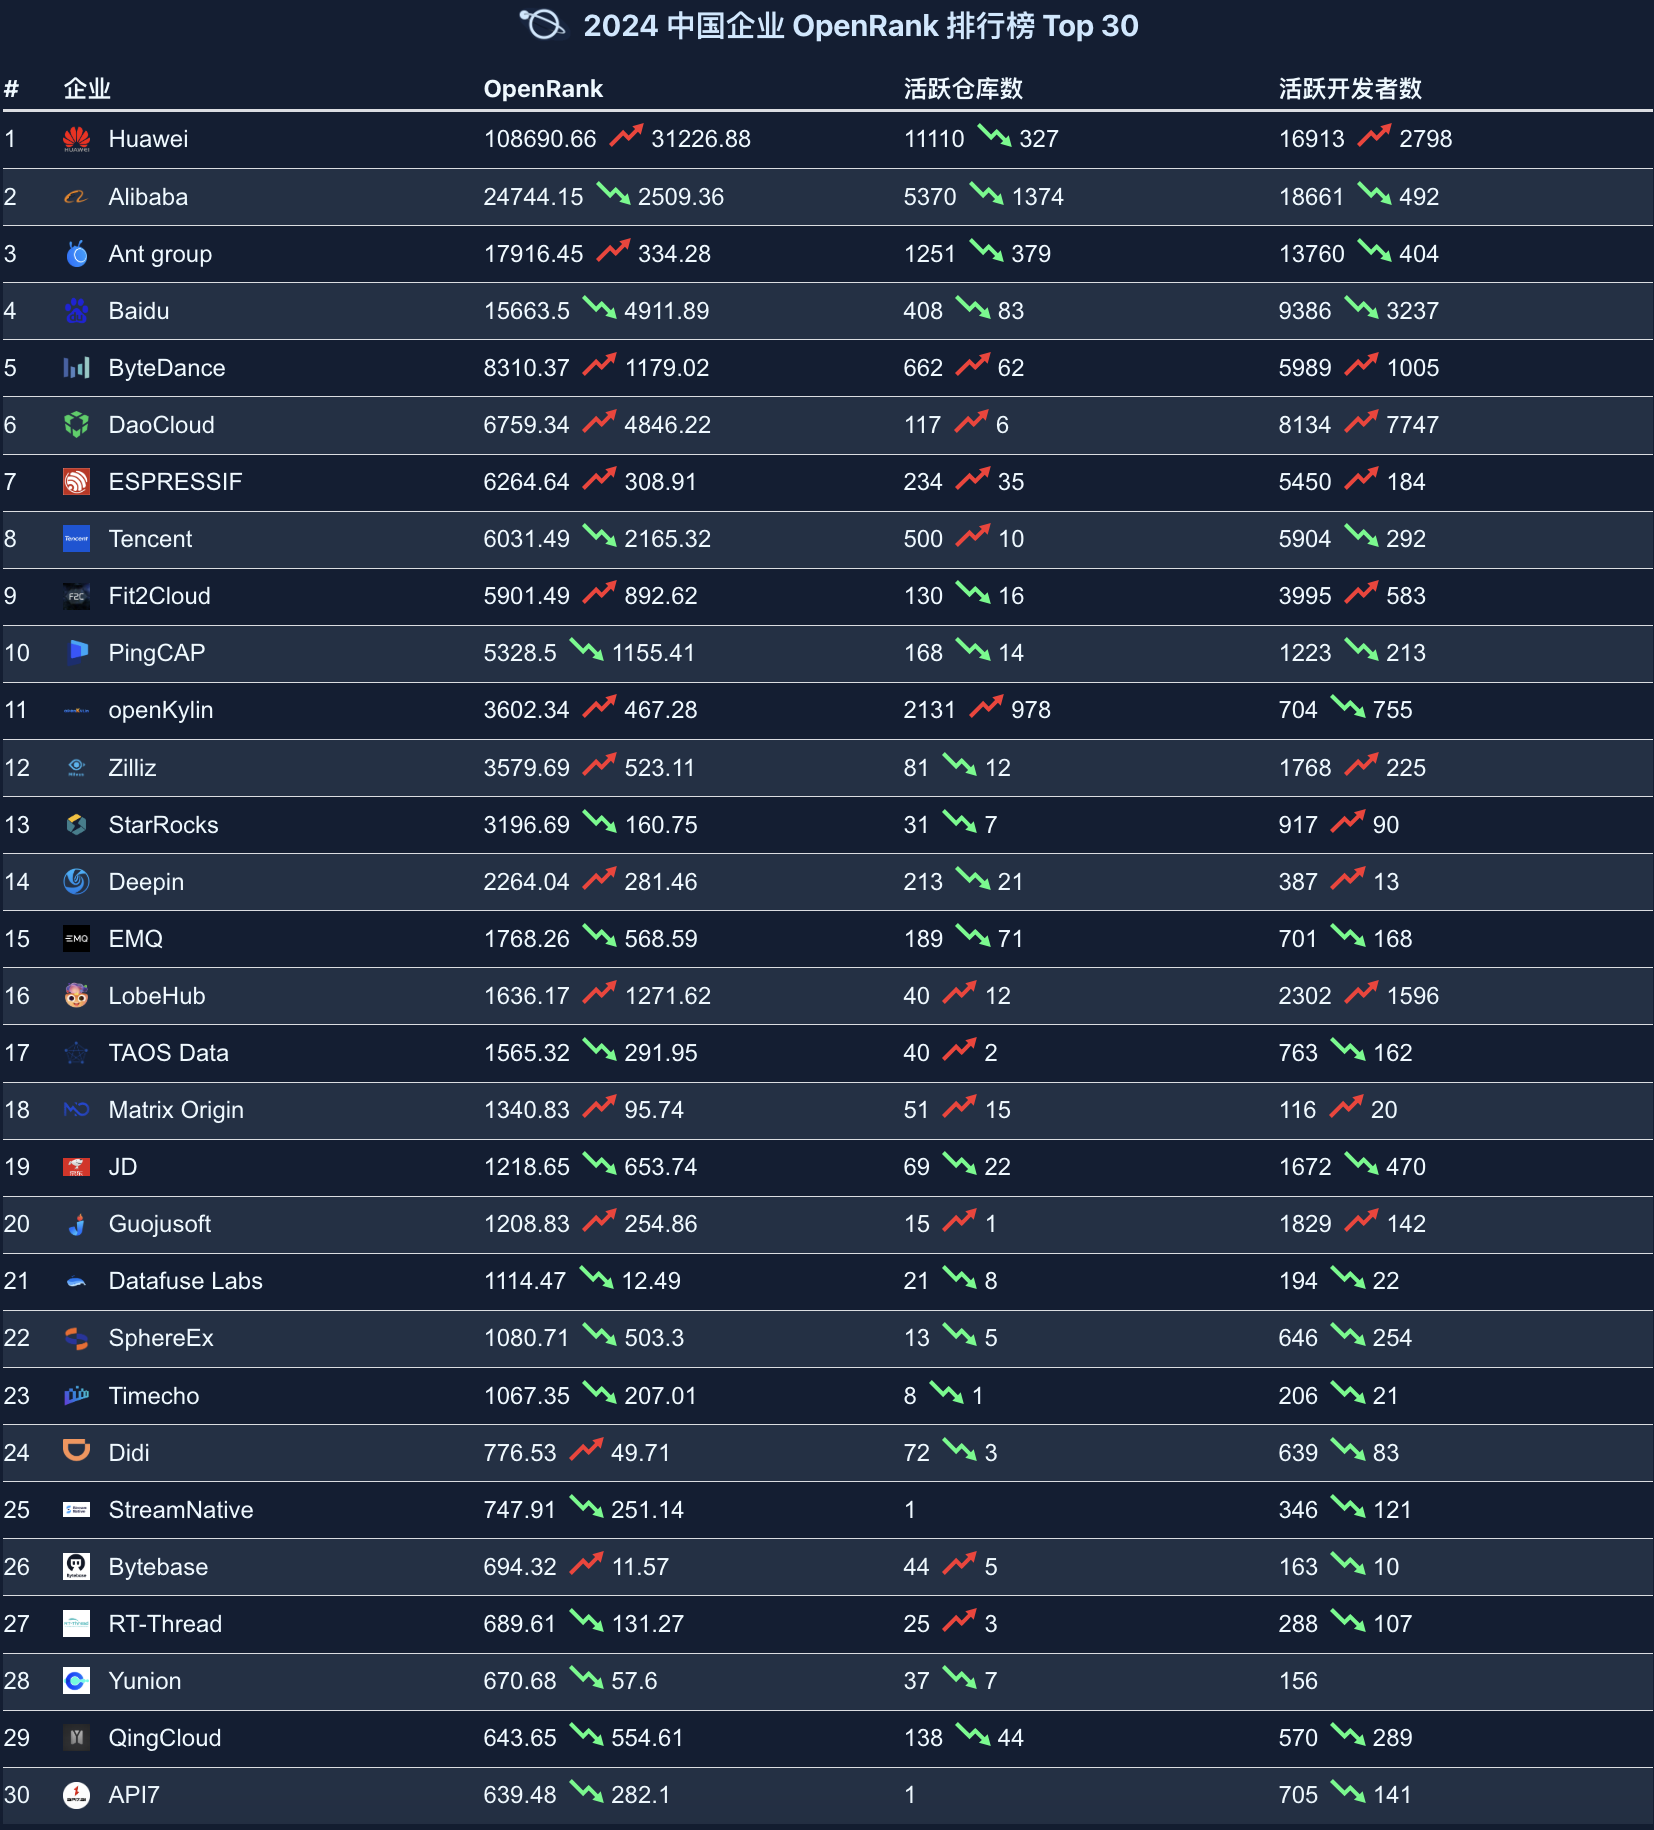 2024 中国企业 OpenRank 排行榜 Top 30
# 企业 OpenRank 活跃仓库数 活跃开发者数
1 HUAWEI Huawei 108690.66 31226.88 11110 327 16913 2798
2 Alibaba 24744.15 2509.36 5370 1374 18661 492
3 Ant group 17916.45 334.28 1251 379 13760 404
4 Baidu 15663.5 4911.89 408 83 9386 3237
5 ByteDance 8310.37 1179.02 662 62 5989 1005
6 DaoCloud 6759.34 4846.22 117 6 8134 7747
7 ESPRESSIF 6264.64 308.91 234 35 5450 184
8 Tencent Tencent 6031.49 2165.32 500 10 5904 292
9 F2C Fit2Cloud 5901.49 892.62 130 16 3995 583
10 PingCAP 5328.5 1155.41 168 14 1223 213
11 openKylin 3602.34 467.28 2131 978 704 755
12 Zilliz 3579.69 523.11 81 12 1768 225
13 StarRocks 3196.69 160.75 31 7 917 90
14 Deepin 2264.04 281.46 213 21 387 13
15 EMQ EMQ 1768.26 568.59 189 71 701 168
16 LobeHub 1636.17 1271.62 40 12 2302 1596
17 TAOS Data 1565.32 291.95 40 2 763 162
18 Matrix Origin 1340.83 95.74 51 15 116 20
19 京东 JD 1218.65 653.74 69 22 1672 470
20 Guojusoft 1208.83 254.86 15 1 1829 142
21 Datafuse Labs 1114.47 12.49 21 8 194 22
22 SphereEx 1080.71 503.3 13 5 646 254
23 Timecho 1067.35 207.01 8 1 206 21
24 Didi 776.53 49.71 72 3 639 83
25 StreamNative 747.91 251.14 1 346 121
26 Bytebase Bytebase 694.32 11.57 44 5 163 10
27 RT-Thread RT-Thread 689.61 131.27 25 3 288 107
28 Yunion 670.68 57.6 37 7 156
29 QingCloud 643.65 554.61 138 44 570 289
30 API7 639.48 282.1 1 705 141